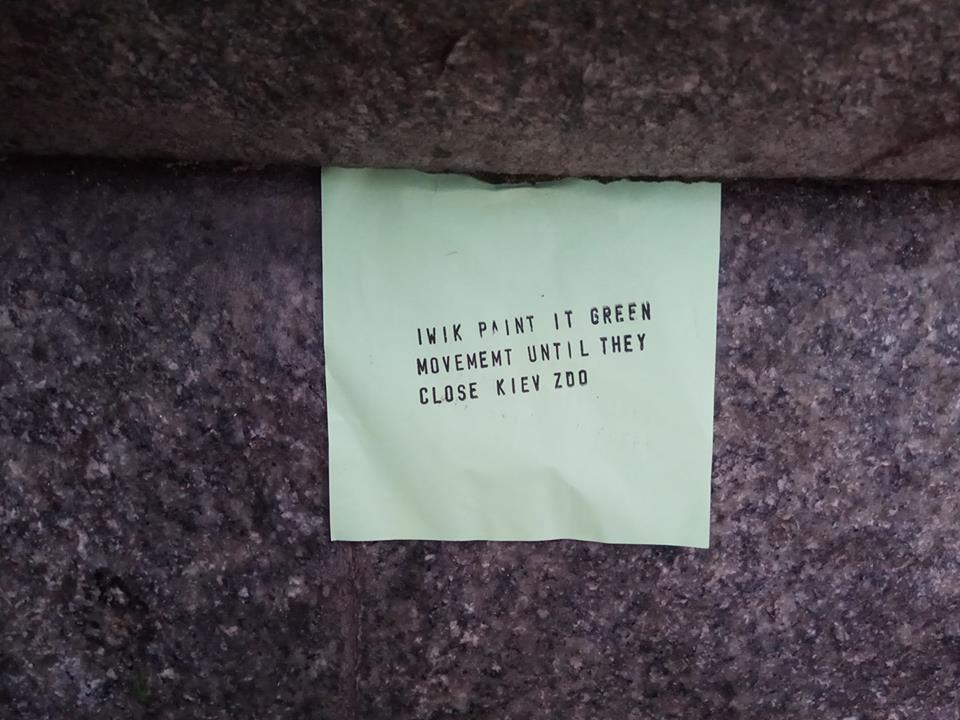 IWIK PAINT IT GREEN
MOVEMEMT UNTIL THEY
CLOSE KIEV ZOO